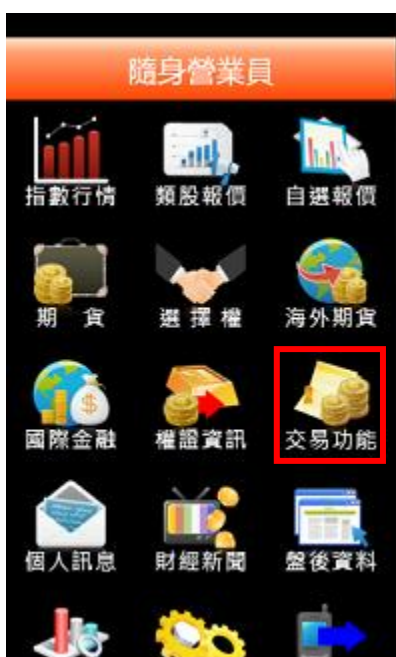 隨身營業員
指數行情 類股報價 自選報價
期 貨 選 擇 權 海外期貨
國際金融 權證資訊 交易功能
個人訊息 財經新聞 盤後資料